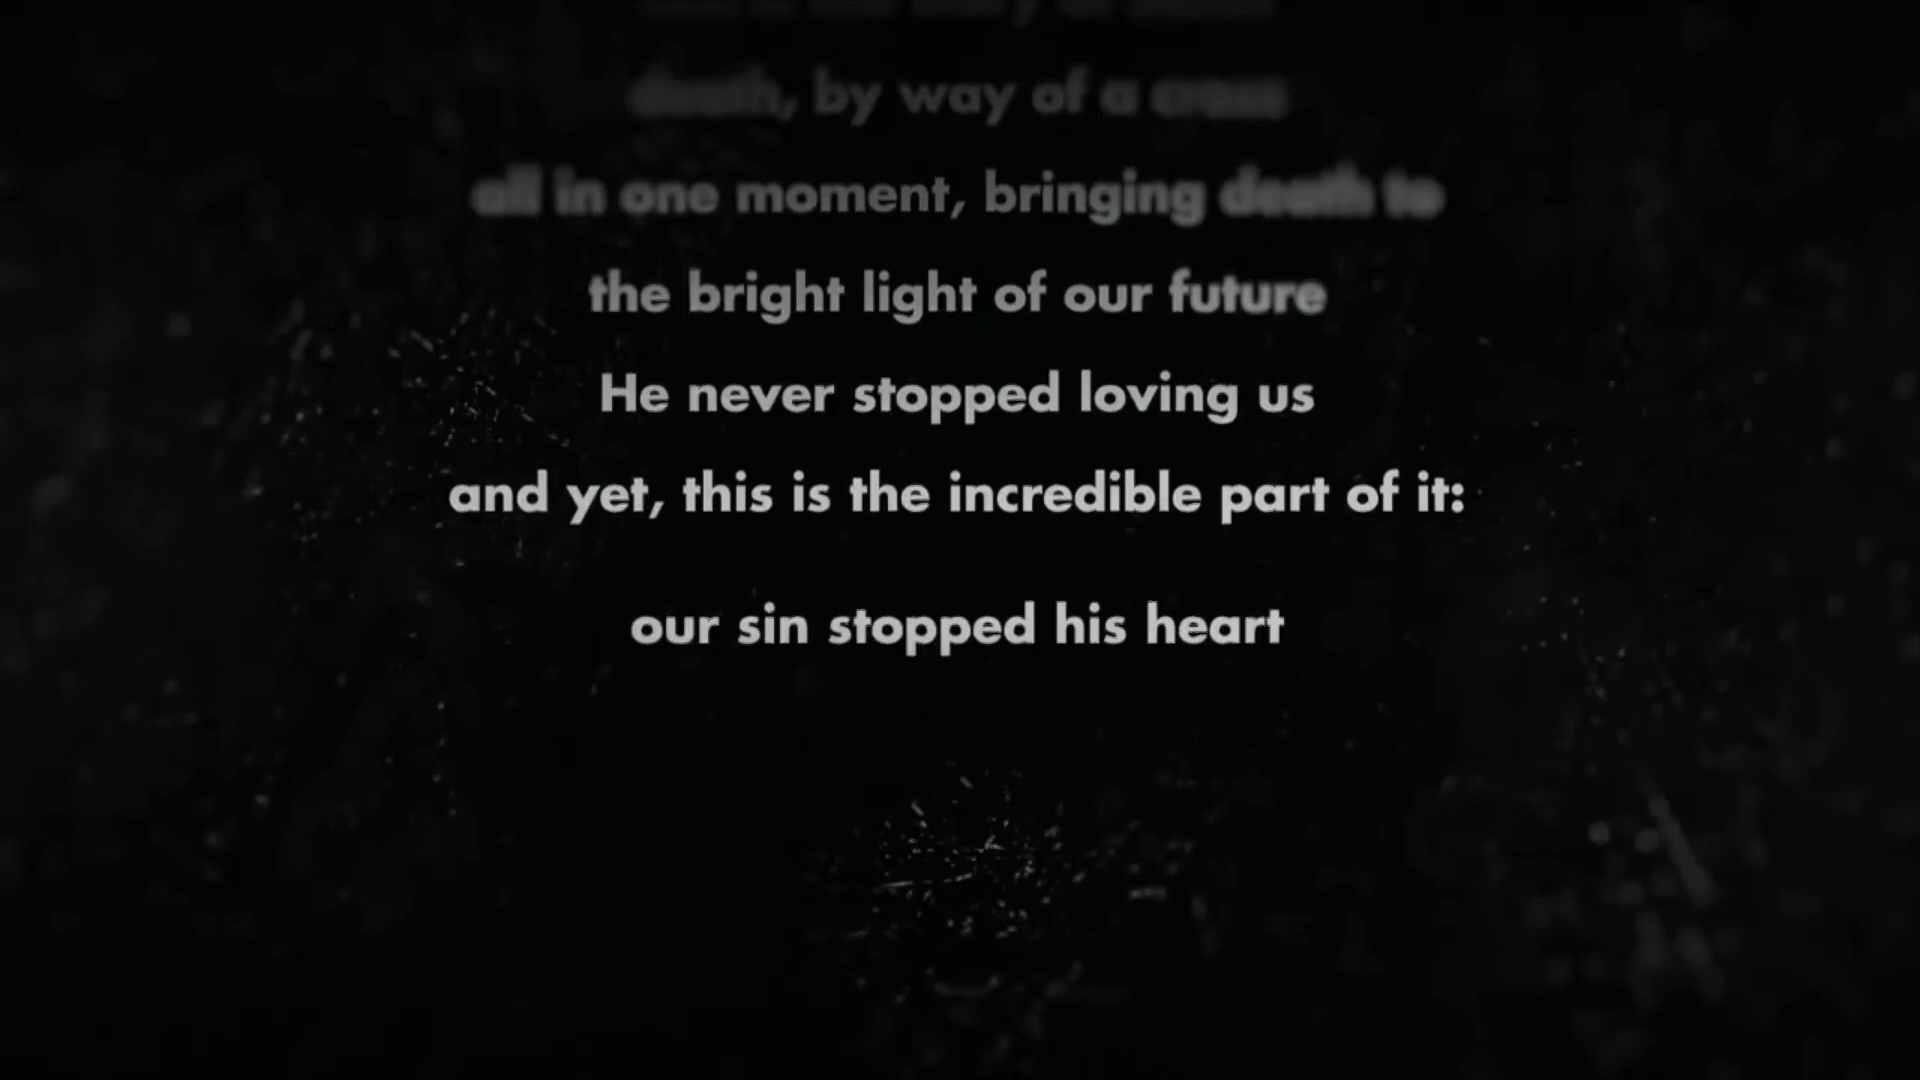 death, by way of a cross
all in one moment, bringing death to
the bright light of our future
He never stopped loving us
and yet, this is the incredible part of it:
our sin stopped his heart